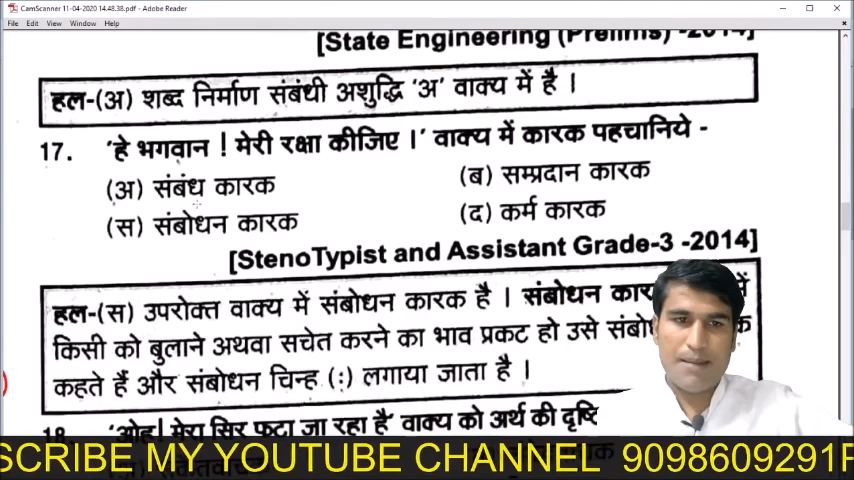 CamScanner 11-04-2020 14.48.38.pdf - Adobe Reader
File Edit View Window Help
[State Engineering (Prelims) -2014]
हल-(अ) शब्द निर्माण संबंधी अशुद्धि 'अ' वाक्य में है ।
17. 'हे भगवान ! मेरी रक्षा कीजिए ।' वाक्य में कारक पहचानिये -
(अ) संबंध कारक (ब) सम्प्रदान कारक
(स) संबोधन कारक (द) कर्म कारक
[StenoTypist and Assistant Grade-3 -2014]
हल-(स) उपरोक्त वाक्य में संबोधन कारक है । संबोधन में
किसी को बुलाने अथवा सचेत करने का भाव प्रकट हो उसे
कहते हैं और संबोधन चिन्ह (:) लगाया जाता है ।
18. 'ओह! मेरा सिर फटा जा रहा है' वाक्य को अर्थ की
SCRIBE MY YOUTUBE CHANNEL 9098609291F